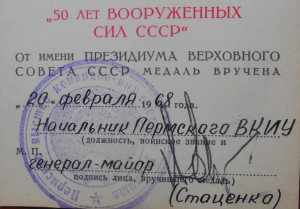 „50 ЛЕТ ВООРУЖЕННЫХ
СИЛ СССР“
ОТ ИМЕНИ ПРЕЗИДИУМА ВЕРХОВНОГО
СОВЕТА СССР МЕДАЛЬ ВРУЧЕНА
„20“ февраля 1968 года.
Начальник Пермского ВКИУ
(должность, воинское звание и
М. П.
генерал-майор
подпись лица, вручившего медаль)
(Стаценко)